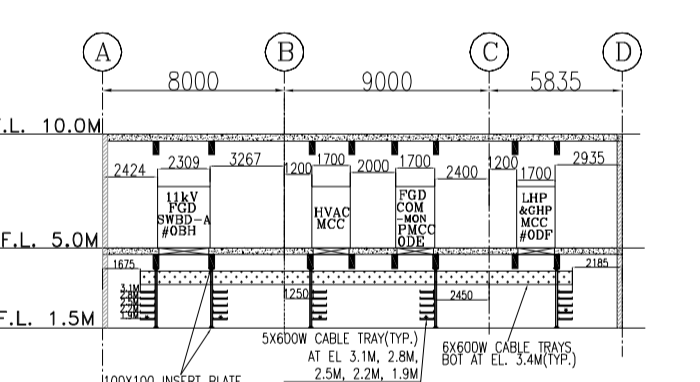 A B C D
8000 9000 5835
F.L. 10.0M
2424 2309 3267 1200 1700 2000 1700 2400 1200 1700 2935
11kV
FGD
SWBD-A
#0BH
HVAC
MCC
FGD
COM
-MON
PMCC
0DE
LHP
&GHP
MCC
#0DF
F.L. 5.0M
1675 2185
3.1M
2.8M
2.5M
2.2M
1.9M
1250 2450
F.L. 1.5M
5X600W CABLE TRAY(TYP.)
AT EL 3.1M, 2.8M,
2.5M, 2.2M, 1.9M
6X600W CABLE TRAYS
BOT AT EL. 3.4M(TYP.)
100X100 INSERT PLATE